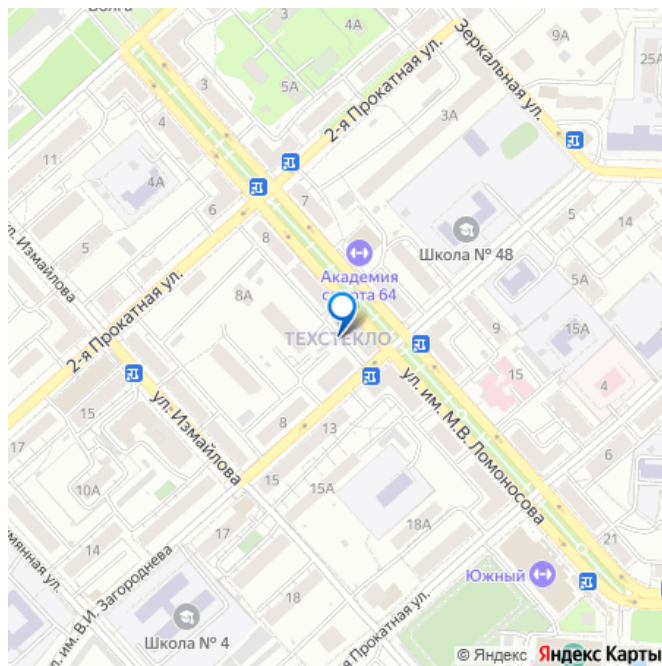 Волга
3
4А
Зеркальная ул.
9А
25А
3
5А
2-я Прокатная ул.
3А
4
11
4А
7
6
5
14
5
ул. Измайлова
8
Школа № 48
Академия
спорта 64
5А
8А
15А
2-я Прокатная ул.
ТЕХСТЕКЛО
9
15
4
ул. им. М.В. Ломоносова
15
ул. Измайлова
8
13
17
6
10А
15
15А
18А
17
21
14
Южный
ул. им. В.И. Загороднева
18
Школа № 4
Прокатная ул.
© Яндекс Яндекс Карты